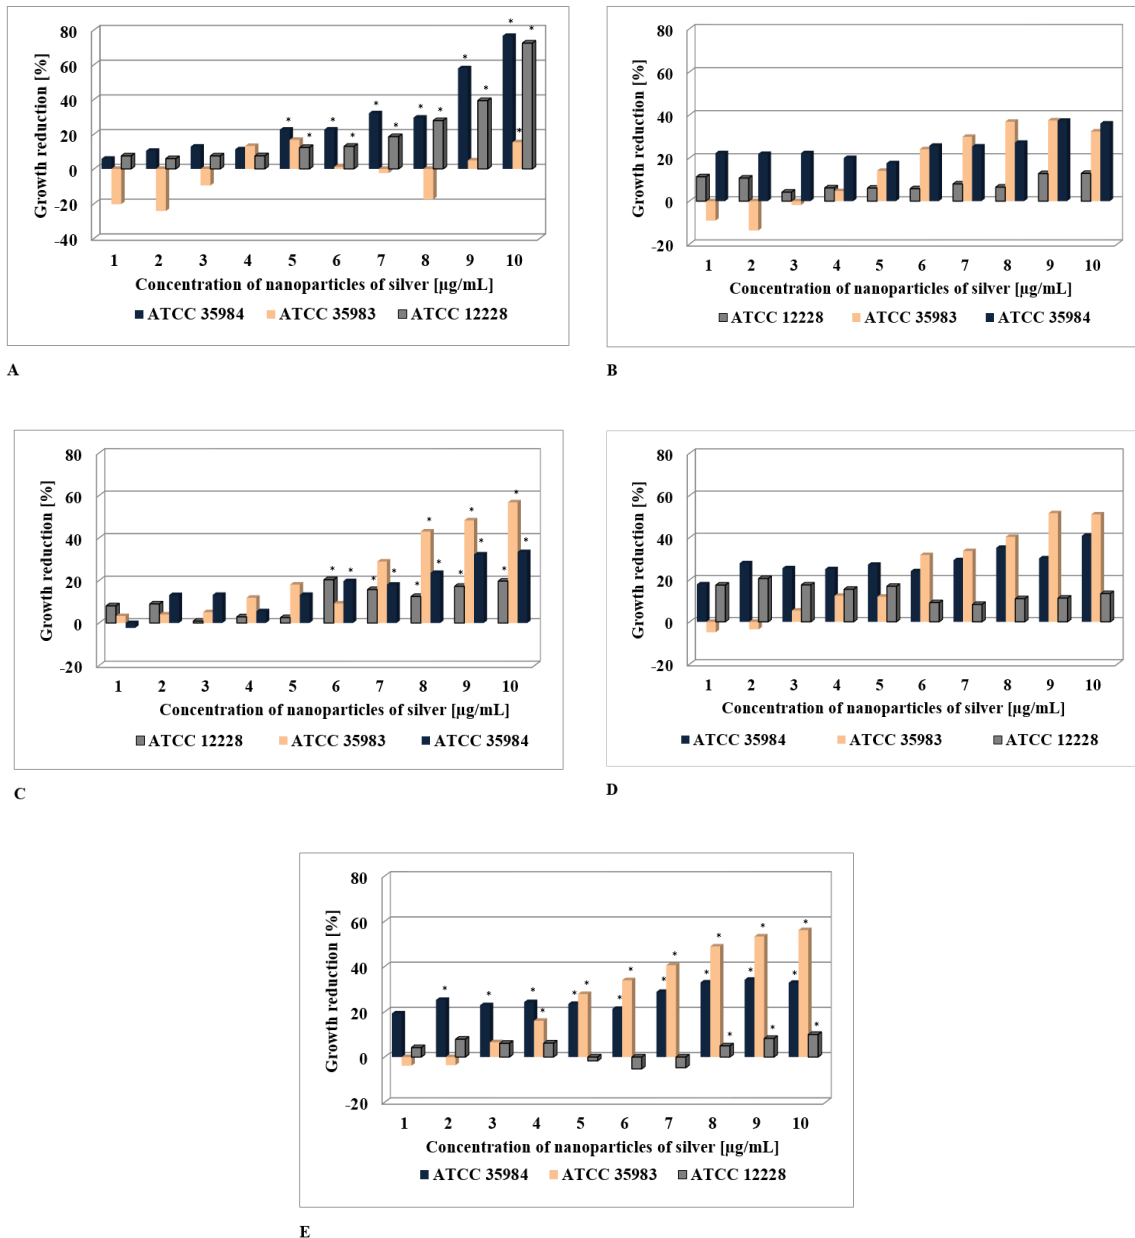 80
60
40
20
0
-20
-40
Growth reduction [%]
* * * * * * * * * * * * *
1 2 3 4 5 6 7 8 9 10
Concentration of nanoparticles of silver [µg/mL]
ATCC 35984 ATCC 35983 ATCC 12228
A
80
60
40
20
0
-20
Growth reduction [%]
1 2 3 4 5 6 7 8 9 10
Concentration of nanoparticles of silver [µg/mL]
ATCC 12228 ATCC 35983 ATCC 35984
B
80
60
40
20
0
-20
Growth reduction [%]
* * * * * * * * * * * * *
1 2 3 4 5 6 7 8 9 10
Concentration of nanoparticles of silver [µg/mL]
ATCC 12228 ATCC 35983 ATCC 35984
C
80
60
40
20
0
-20
Growth reduction [%]
1 2 3 4 5 6 7 8 9 10
Concentration of nanoparticles of silver [µg/mL]
ATCC 35984 ATCC 35983 ATCC 12228
D
80
60
40
20
0
-20
Growth reduction [%]
* * * * * * * * * * * * * * * * * * *
1 2 3 4 5 6 7 8 9 10
Concentration of nanoparticles of silver [µg/mL]
ATCC 35984 ATCC 35983 ATCC 12228
E